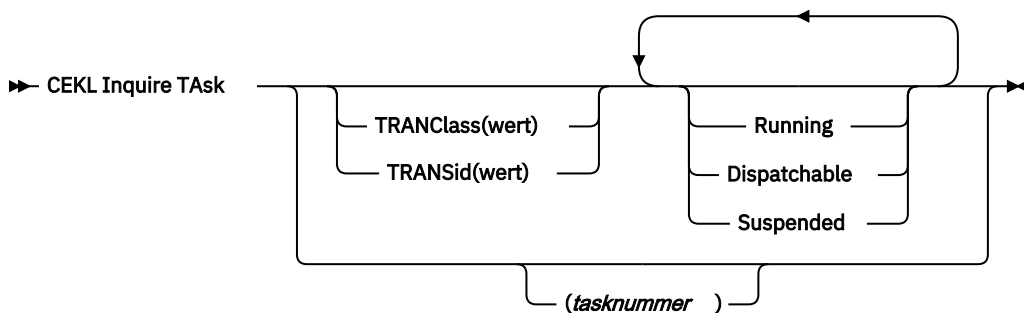 CEKL Inquire TAsk
TRANClass(wert)
TRANSid(wert)
Running
Dispatchable
Suspended
(tasknummer )